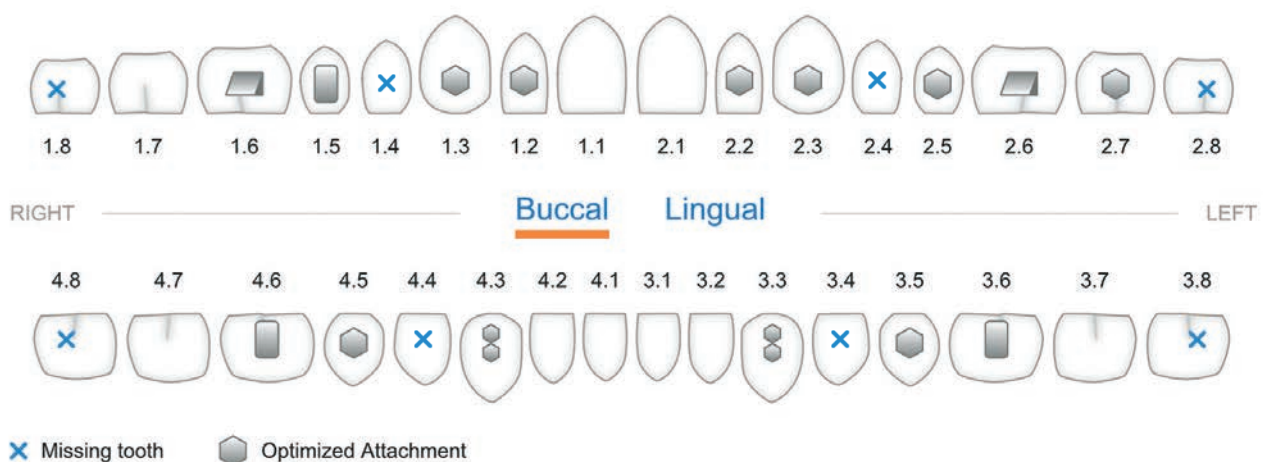 1.8 1.7 1.6 1.5 1.4 1.3 1.2 1.1 2.1 2.2 2.3 2.4 2.5 2.6 2.7 2.8
RIGHT Buccal Lingual LEFT
4.8 4.7 4.6 4.5 4.4 4.3 4.2 4.1 3.1 3.2 3.3 3.4 3.5 3.6 3.7 3.8
Missing tooth Optimized Attachment